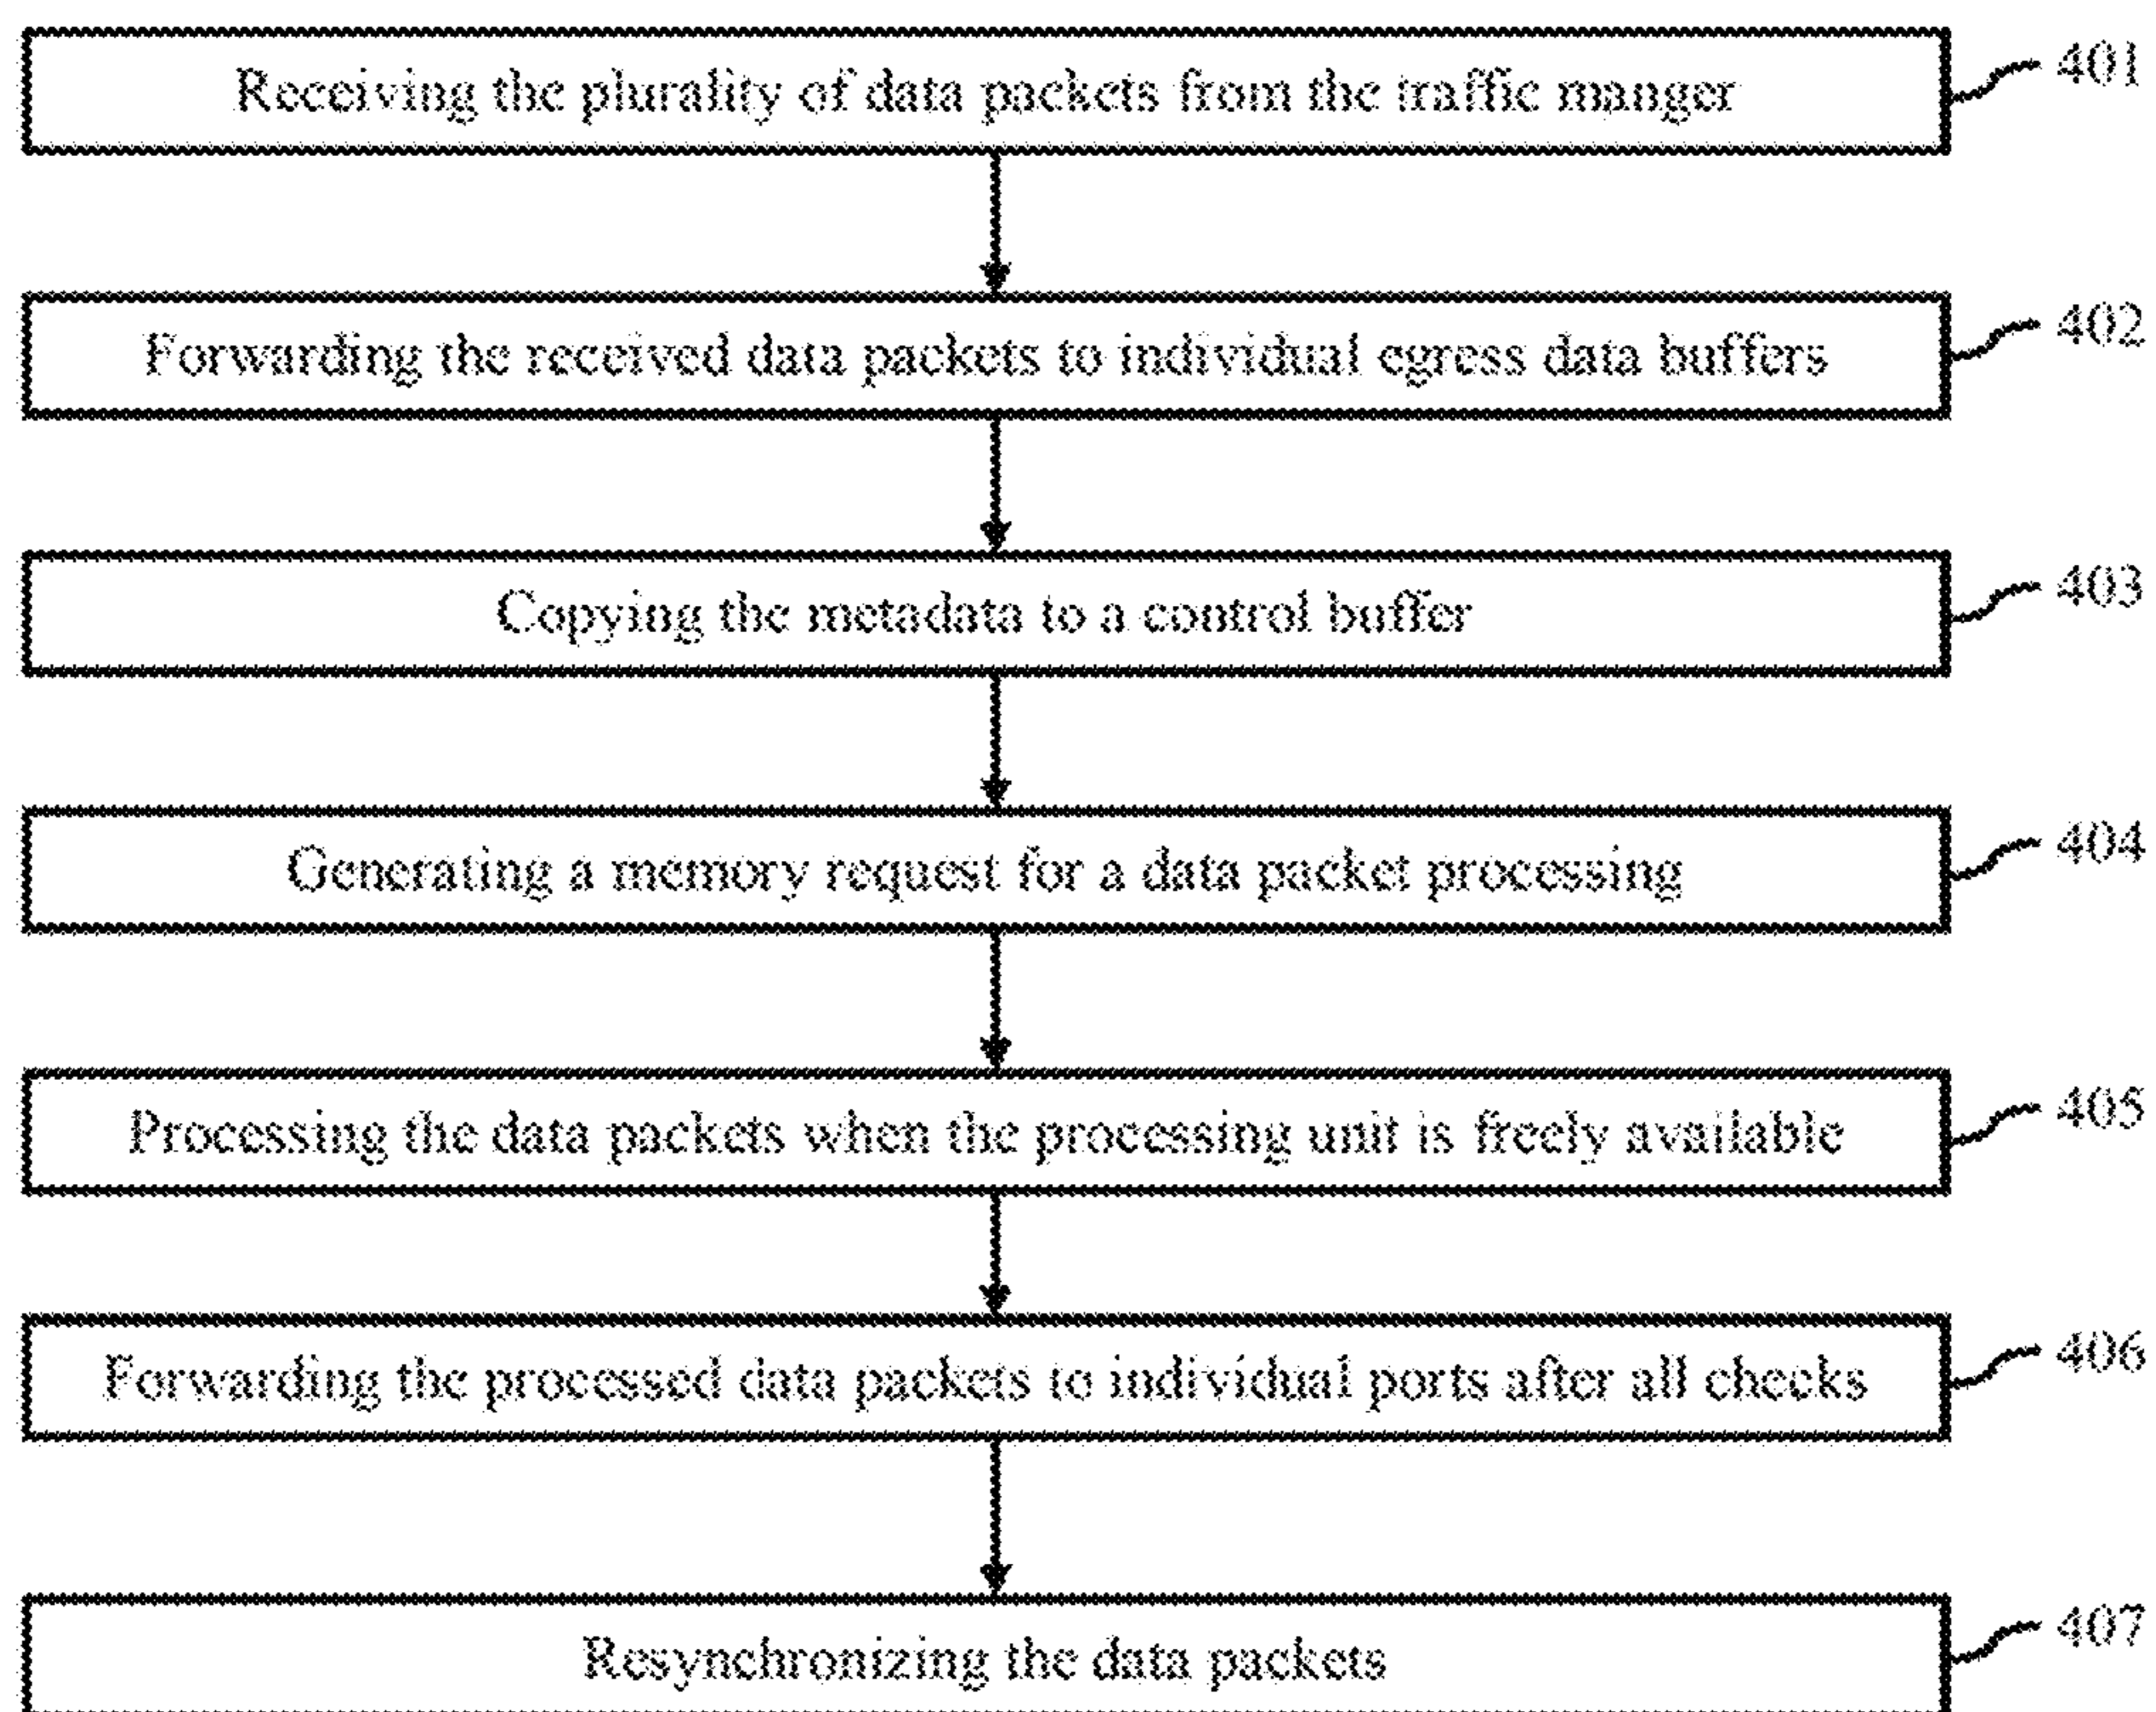 Receiving the plurality of data packets from the traffic manger
401
Forwarding the received data packets to individual egress data buffers
402
Copying the metadata to a control buffer
403
Generating a memory request for a data packet processing
404
Processing the data packets when the processing unit is freely available
405
Forwarding the processed data packets to individual ports after all checks
406
Resynchronizing the data packets
407